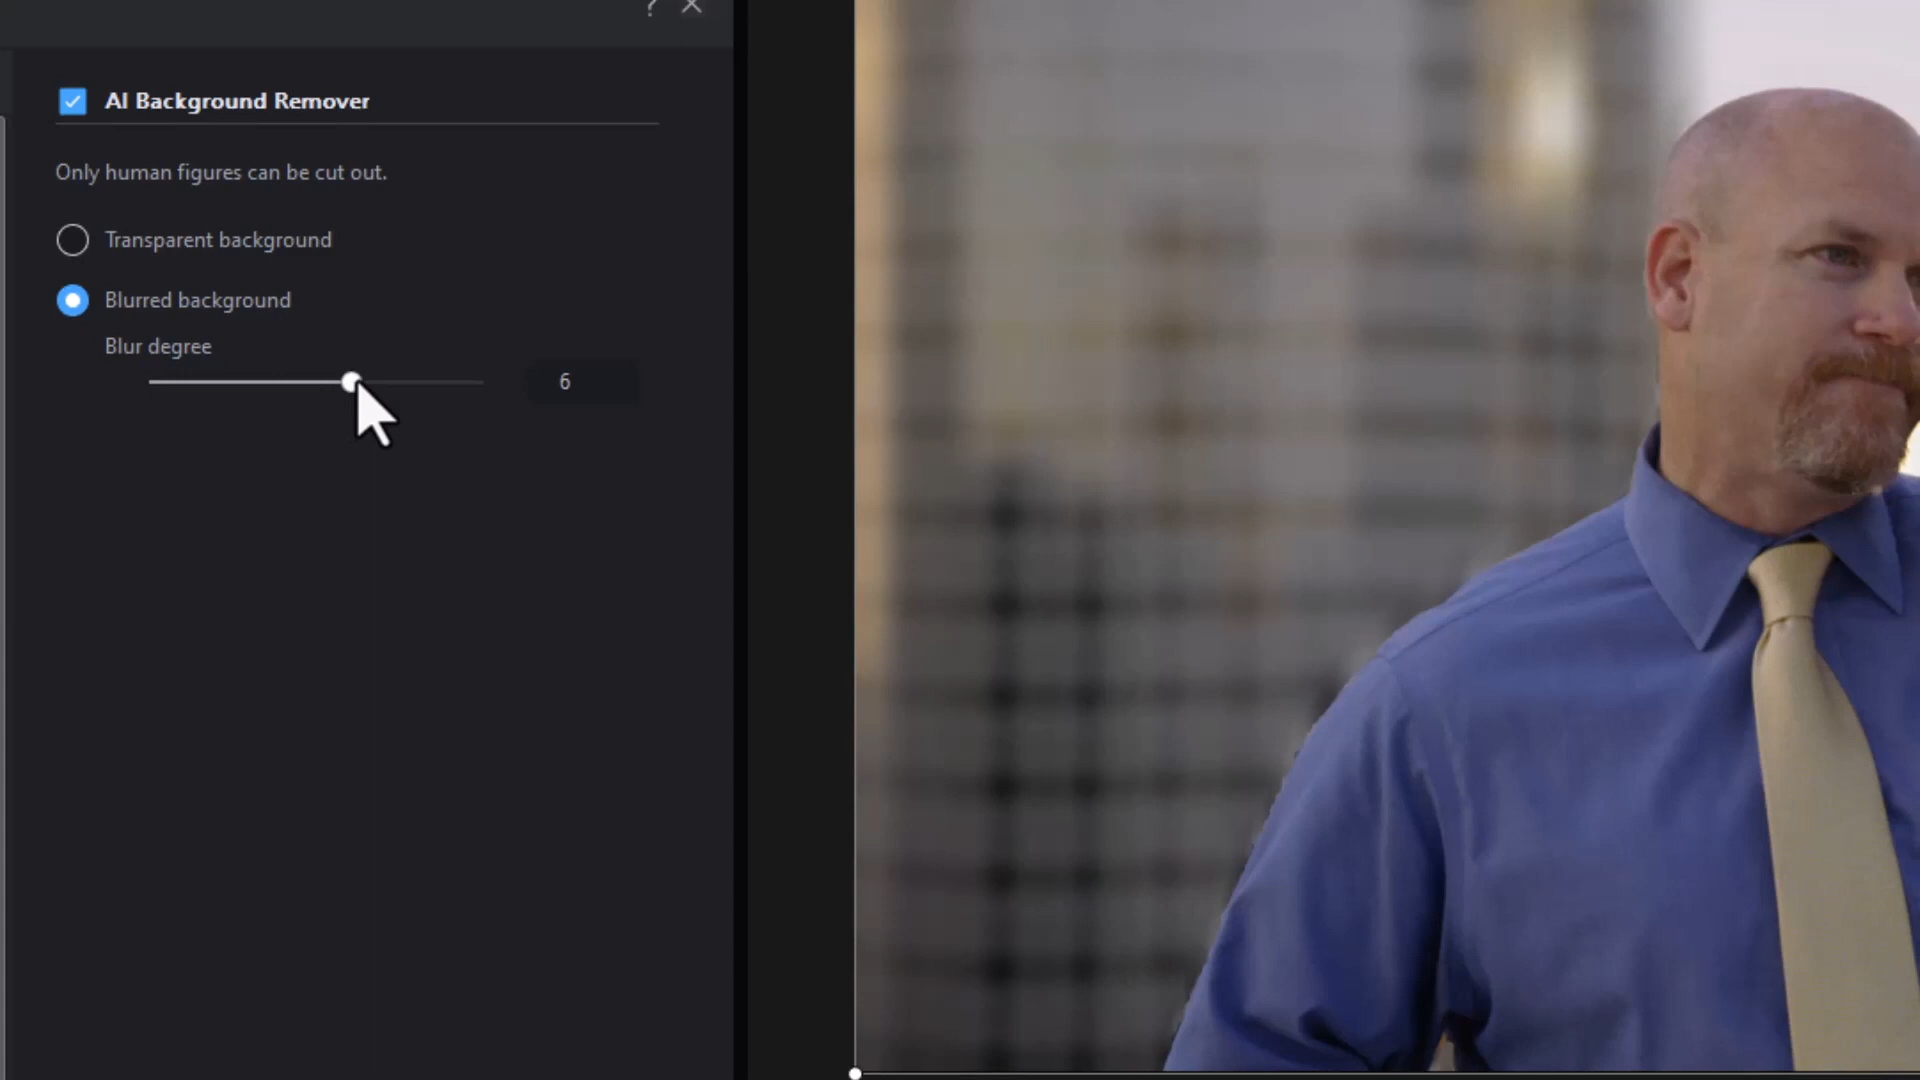 ?
AI Background Remover
Only human figures can be cut out.
Transparent background
Blurred background
Blur degree
6